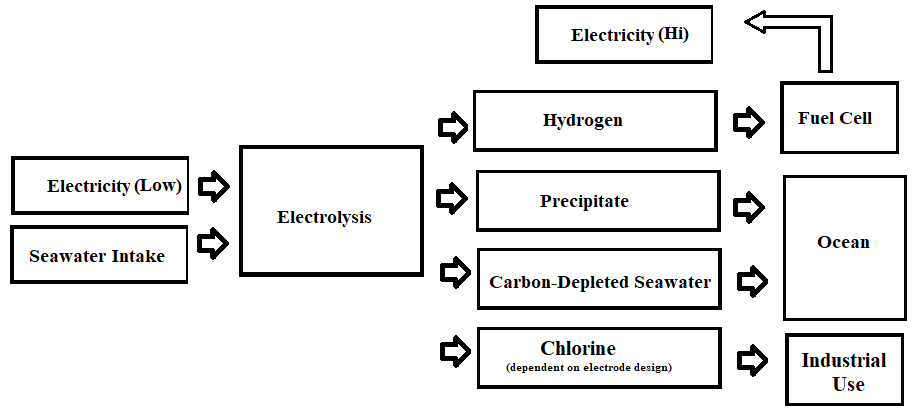 Electricity (Hi)
Hydrogen
Fuel Cell
Electricity (Low)
Precipitate
Electrolysis
Ocean
Seawater Intake
Carbon-Depleted Seawater
Chlorine
(dependent on electrode design)
Industrial
Use